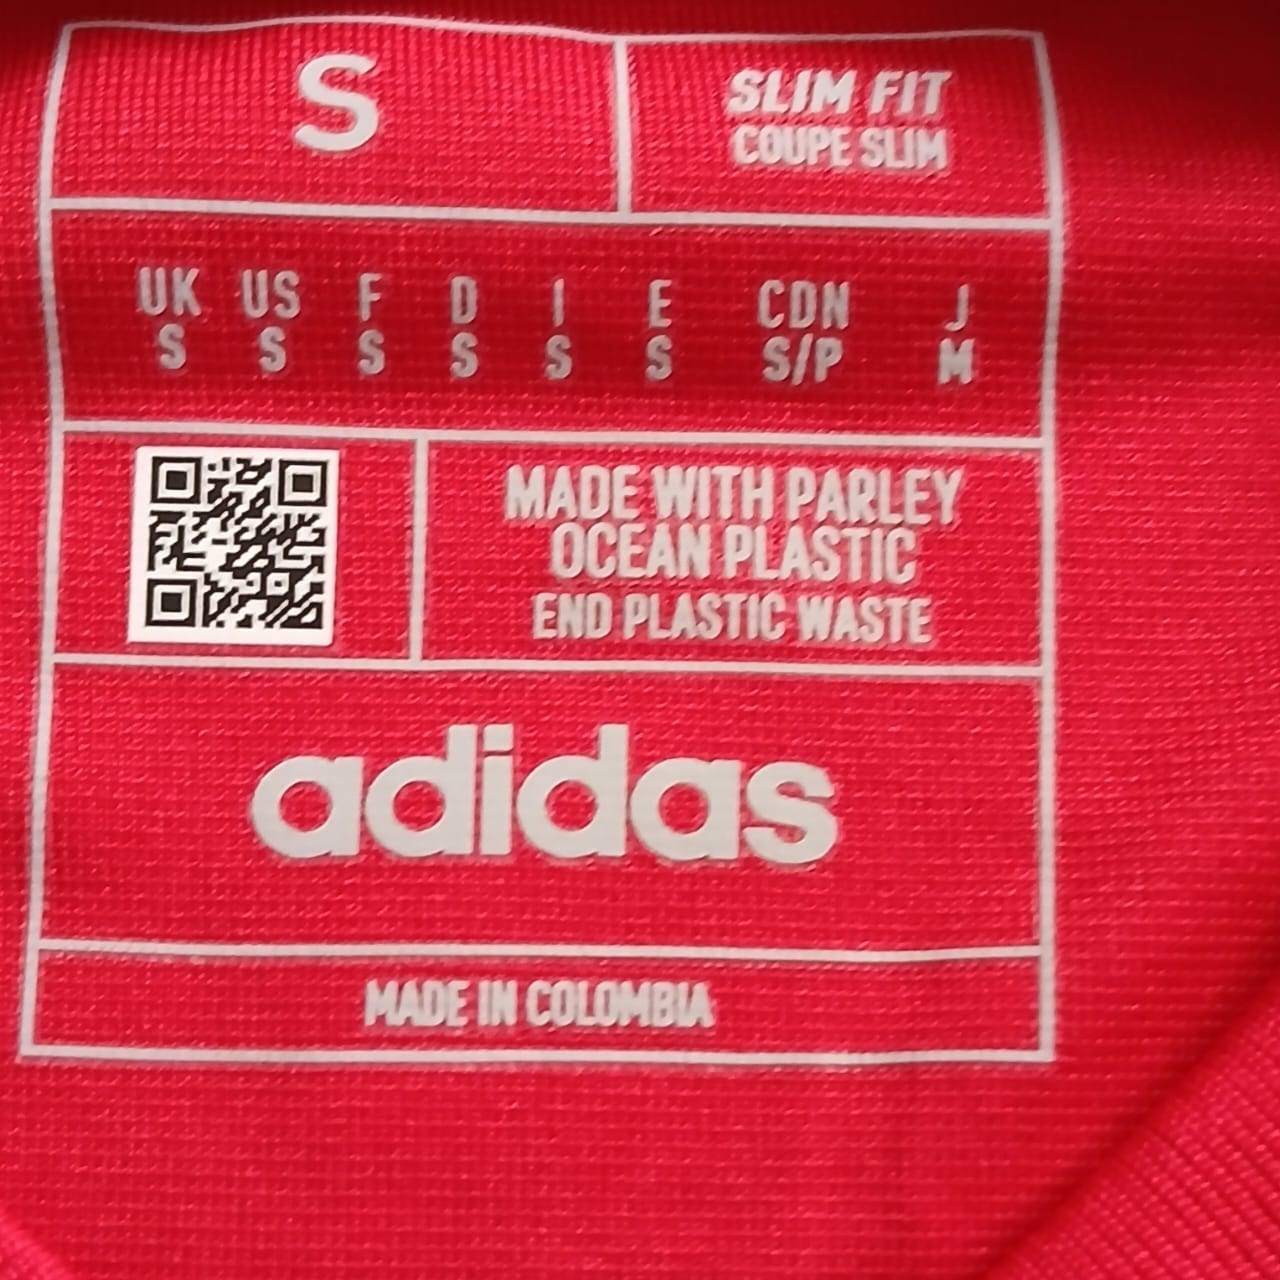 S
SLIM FIT
COUPE SLIM
UK US F D I E CDN J
S S S S S S S/P M
MADE WITH PARLEY
OCEAN PLASTIC
END PLASTIC WASTE
adidas
MADE IN COLOMBIA